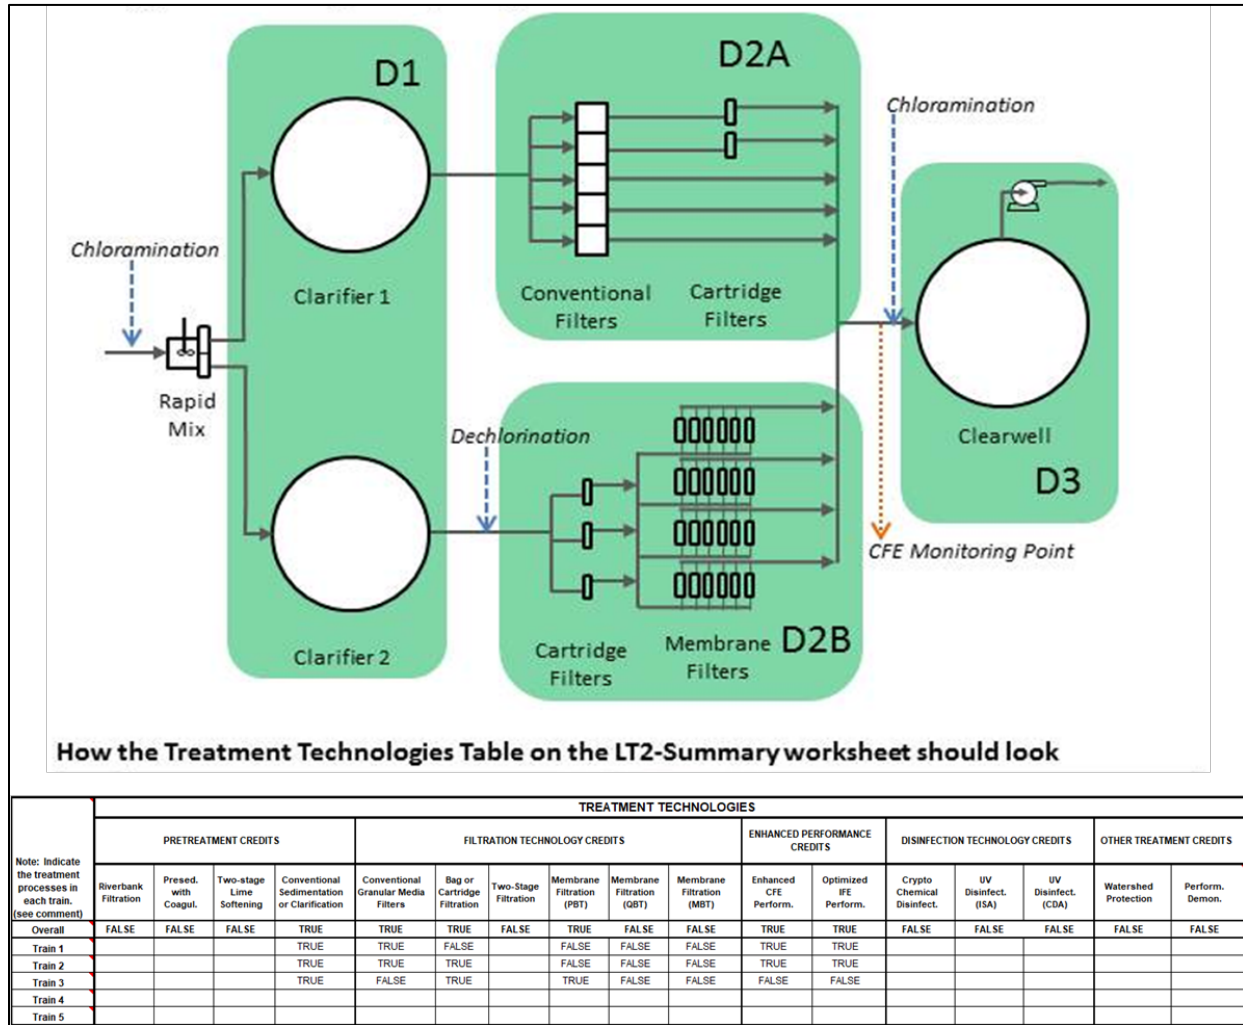 D1
D2A
Chloramination
Chloramination
Clarifier 1
Conventional
Filters
Cartridge
Filters
Rapid
Mix
Dechlorination
Clearwell
D3
CFE Monitoring Point
Clarifier 2
Cartridge
Filters
Membrane
Filters
D2B
How the Treatment Technologies Table on the LT2-Summary worksheet should look
TREATMENT TECHNOLOGIES
PRETREATMENT CREDITS FILTRATION TECHNOLOGY CREDITS ENHANCED PERFORMANCE CREDITS DISINFECTION TECHNOLOGY CREDITS OTHER TREATMENT CREDITS
Note: Indicate
the treatment
processes in
each train.
(see comment)
Riverbank Filtration
Presed. with Coagul.
Two-stage Lime Softening
Conventional Sedimentation or Clarification
Conventional Granular Media Filters
Bag or Cartridge Filtration
Two-Stage Filtration
Membrane Filtration (PBT)
Membrane Filtration (QBT)
Membrane Filtration (MBT)
Enhanced CFE Perform.
Optimized IFE Perform.
Crypto Chemical Disinfect.
UV Disinfect. (ISA)
UV Disinfect. (CDA)
Watershed Protection
Perform. Demon.
Overall FALSE FALSE FALSE TRUE TRUE TRUE FALSE TRUE FALSE FALSE TRUE TRUE FALSE FALSE FALSE FALSE FALSE
Train 1 TRUE TRUE FALSE FALSE FALSE FALSE TRUE TRUE
Train 2 TRUE TRUE TRUE FALSE FALSE FALSE TRUE TRUE
Train 3 TRUE FALSE TRUE TRUE FALSE FALSE FALSE FALSE
Train 4
Train 5